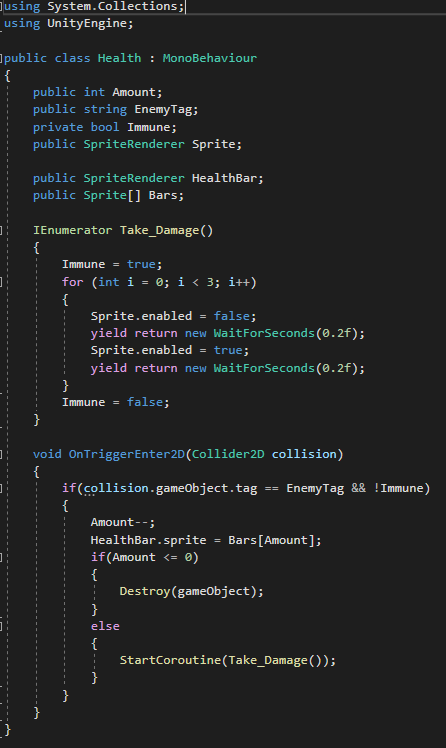 using System.Collections;
using UnityEngine;

public class Health : MonoBehaviour
{
    public int Amount;
    public string EnemyTag;
    private bool Immune;
    public SpriteRenderer Sprite;

    public SpriteRenderer HealthBar;
    public Sprite[] Bars;

    IEnumerator Take_Damage()
    {
        Immune = true;
        for (int i = 0; i < 3; i++)
        {
            Sprite.enabled = false;
            yield return new WaitForSeconds(0.2f);
            Sprite.enabled = true;
            yield return new WaitForSeconds(0.2f);
        }
        Immune = false;
    }

    void OnTriggerEnter2D(Collider2D collision)
    {
        if(collision.gameObject.tag == EnemyTag && !Immune)
        {
            Amount--;
            HealthBar.sprite = Bars[Amount];
            if(Amount <= 0)
            {
                Destroy(gameObject);
            }
            else
            {
                StartCoroutine(Take_Damage());
            }
        }
    }
}